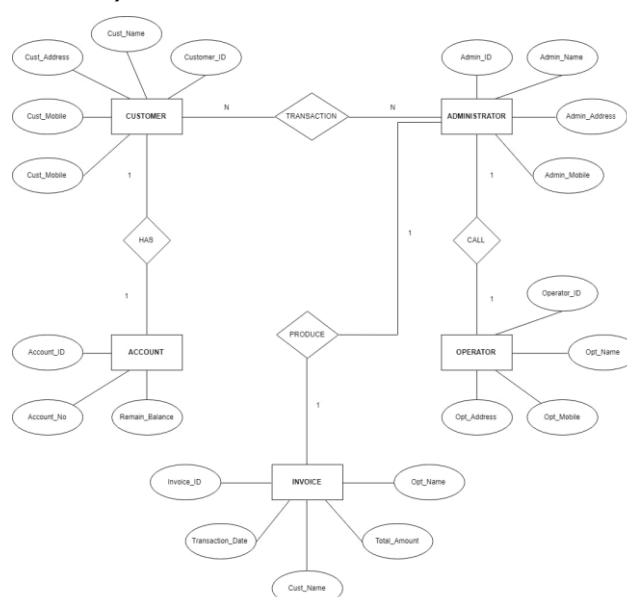 Cust_Name
Cust_Address
Customer_ID
Admin_ID
Admin_Name
Cust_Mobile
CUSTOMER
N
TRANSACTION
N
ADMINISTRATOR
Admin_Address
Cust_Mobile
1
1
Admin_Mobile
HAS
1
CALL
1
1
Operator_ID
PRODUCE
Account_ID
ACCOUNT
OPERATOR
Opt_Name
Account_No
Remain_Balance
1
Opt_Address
Opt_Mobile
Invoice_ID
INVOICE
Opt_Name
Transaction_Date
Total_Amount
Cust_Name